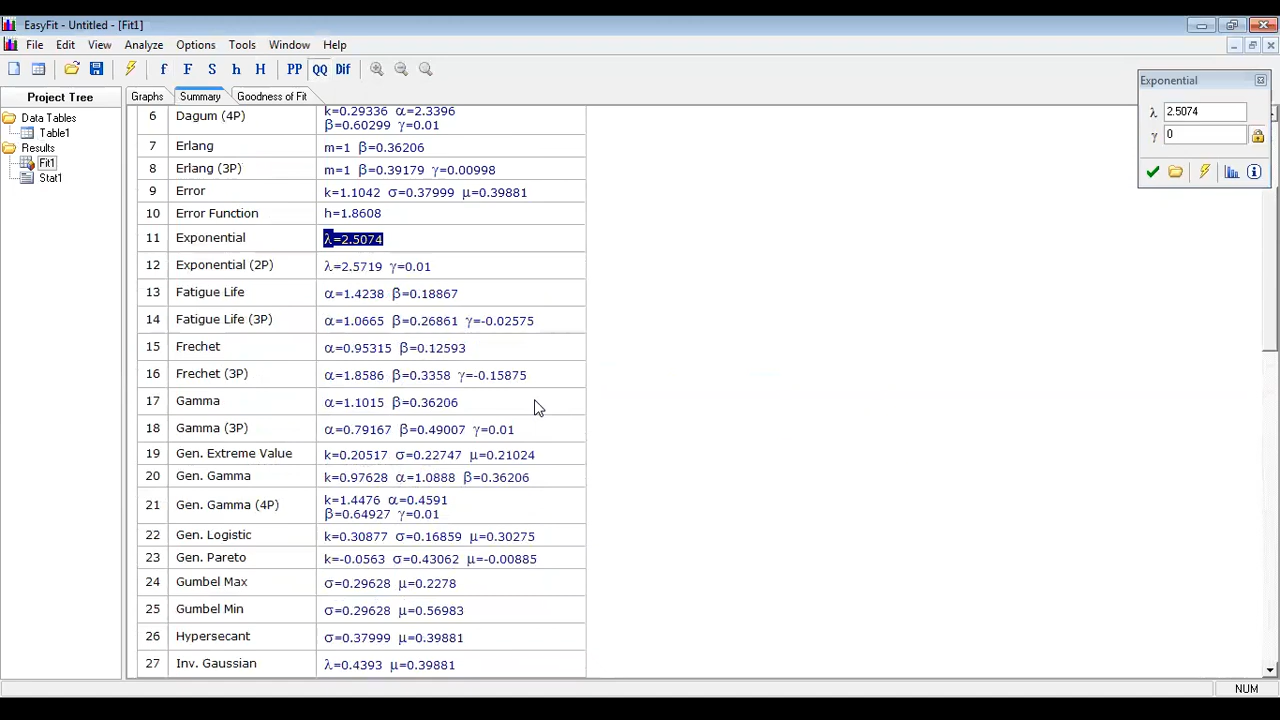 EasyFit - Untitled - [Fit1]
File Edit View Analyze Options Tools Window Help
f F S h H PP QQ Dif
Project Tree
Data Tables
Table1
Results
Fit1
Stat1
Graphs Summary Goodness of Fit
6 Dagum (4P) k=0.29336 α=2.3396
β=0.60299 γ=0.01
7 Erlang m=1 β=0.36206
8 Erlang (3P) m=1 β=0.39179 γ=0.00998
9 Error k=1.1042 σ=0.37999 μ=0.39881
10 Error Function h=1.8608
11 Exponential λ=2.5074
12 Exponential (2P) λ=2.5719 γ=0.01
13 Fatigue Life α=1.4238 β=0.18867
14 Fatigue Life (3P) α=1.0665 β=0.26861 γ=-0.02575
15 Frechet α=0.95315 β=0.12593
16 Frechet (3P) α=1.8586 β=0.3358 γ=-0.15875
17 Gamma α=1.1015 β=0.36206
18 Gamma (3P) α=0.79167 β=0.49007 γ=0.01
19 Gen. Extreme Value k=0.20517 σ=0.22747 μ=0.21024
20 Gen. Gamma k=0.97628 α=1.0888 β=0.36206
21 Gen. Gamma (4P) k=1.4476 α=0.4591
β=0.64927 γ=0.01
22 Gen. Logistic k=0.30877 σ=0.16859 μ=0.30275
23 Gen. Pareto k=-0.0563 σ=0.43062 μ=-0.00885
24 Gumbel Max σ=0.29628 μ=0.2278
25 Gumbel Min σ=0.29628 μ=0.56983
26 Hypersecant σ=0.37999 μ=0.39881
27 Inv. Gaussian λ=0.4393 μ=0.39881
Exponential
λ 2.5074
γ 0
NUM